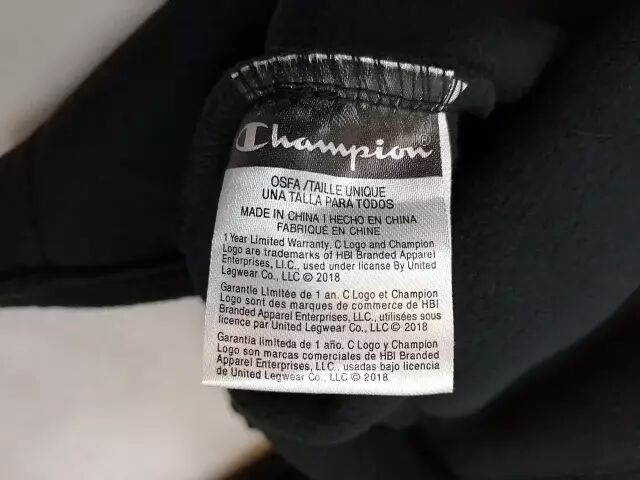 Champion®
OSFA /TAILLE UNIQUE
UNA TALLA PARA TODOS
MADE IN CHINA I HECHO EN CHINA
FABRIQUÉ EN CHINE
1 Year Limited Warranty. C Logo and Champion
Logo are trademarks of HBI Branded Apparel
Enterprises, LLC., used under license By United
Legwear Co., LLC © 2018
Garantie Limitée de 1 an. C Logo et Champion
Logo sont des marques de commerce de HBI
Branded Apparel Enterprises, LLC., utilisées sous
licence par United Legwear Co., LLC © 2018
Garantia limitada de 1 año. C Logo y Champion
Logo son marcas comerciales de HBI Branded
Apparel Enterprises, LLC., usadas bajo licencia
de United Legwear Co., LLC © 2018